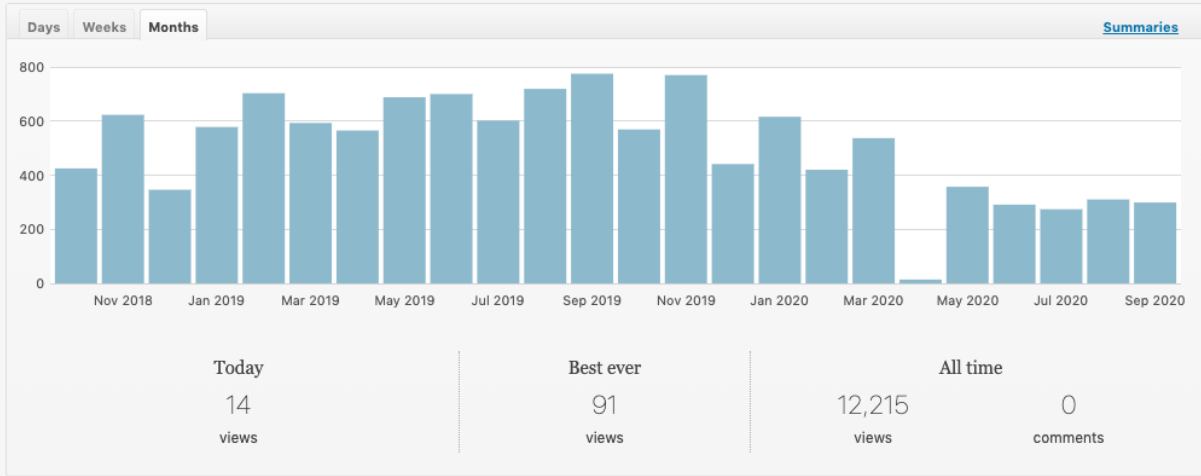 Days Weeks Months Summaries
800
600
400
200
0
Nov 2018 Jan 2019 Mar 2019 May 2019 Jul 2019 Sep 2019 Nov 2019 Jan 2020 Mar 2020 May 2020 Jul 2020 Sep 2020
Today Best ever All time
14 91 12,215 0
views views views comments